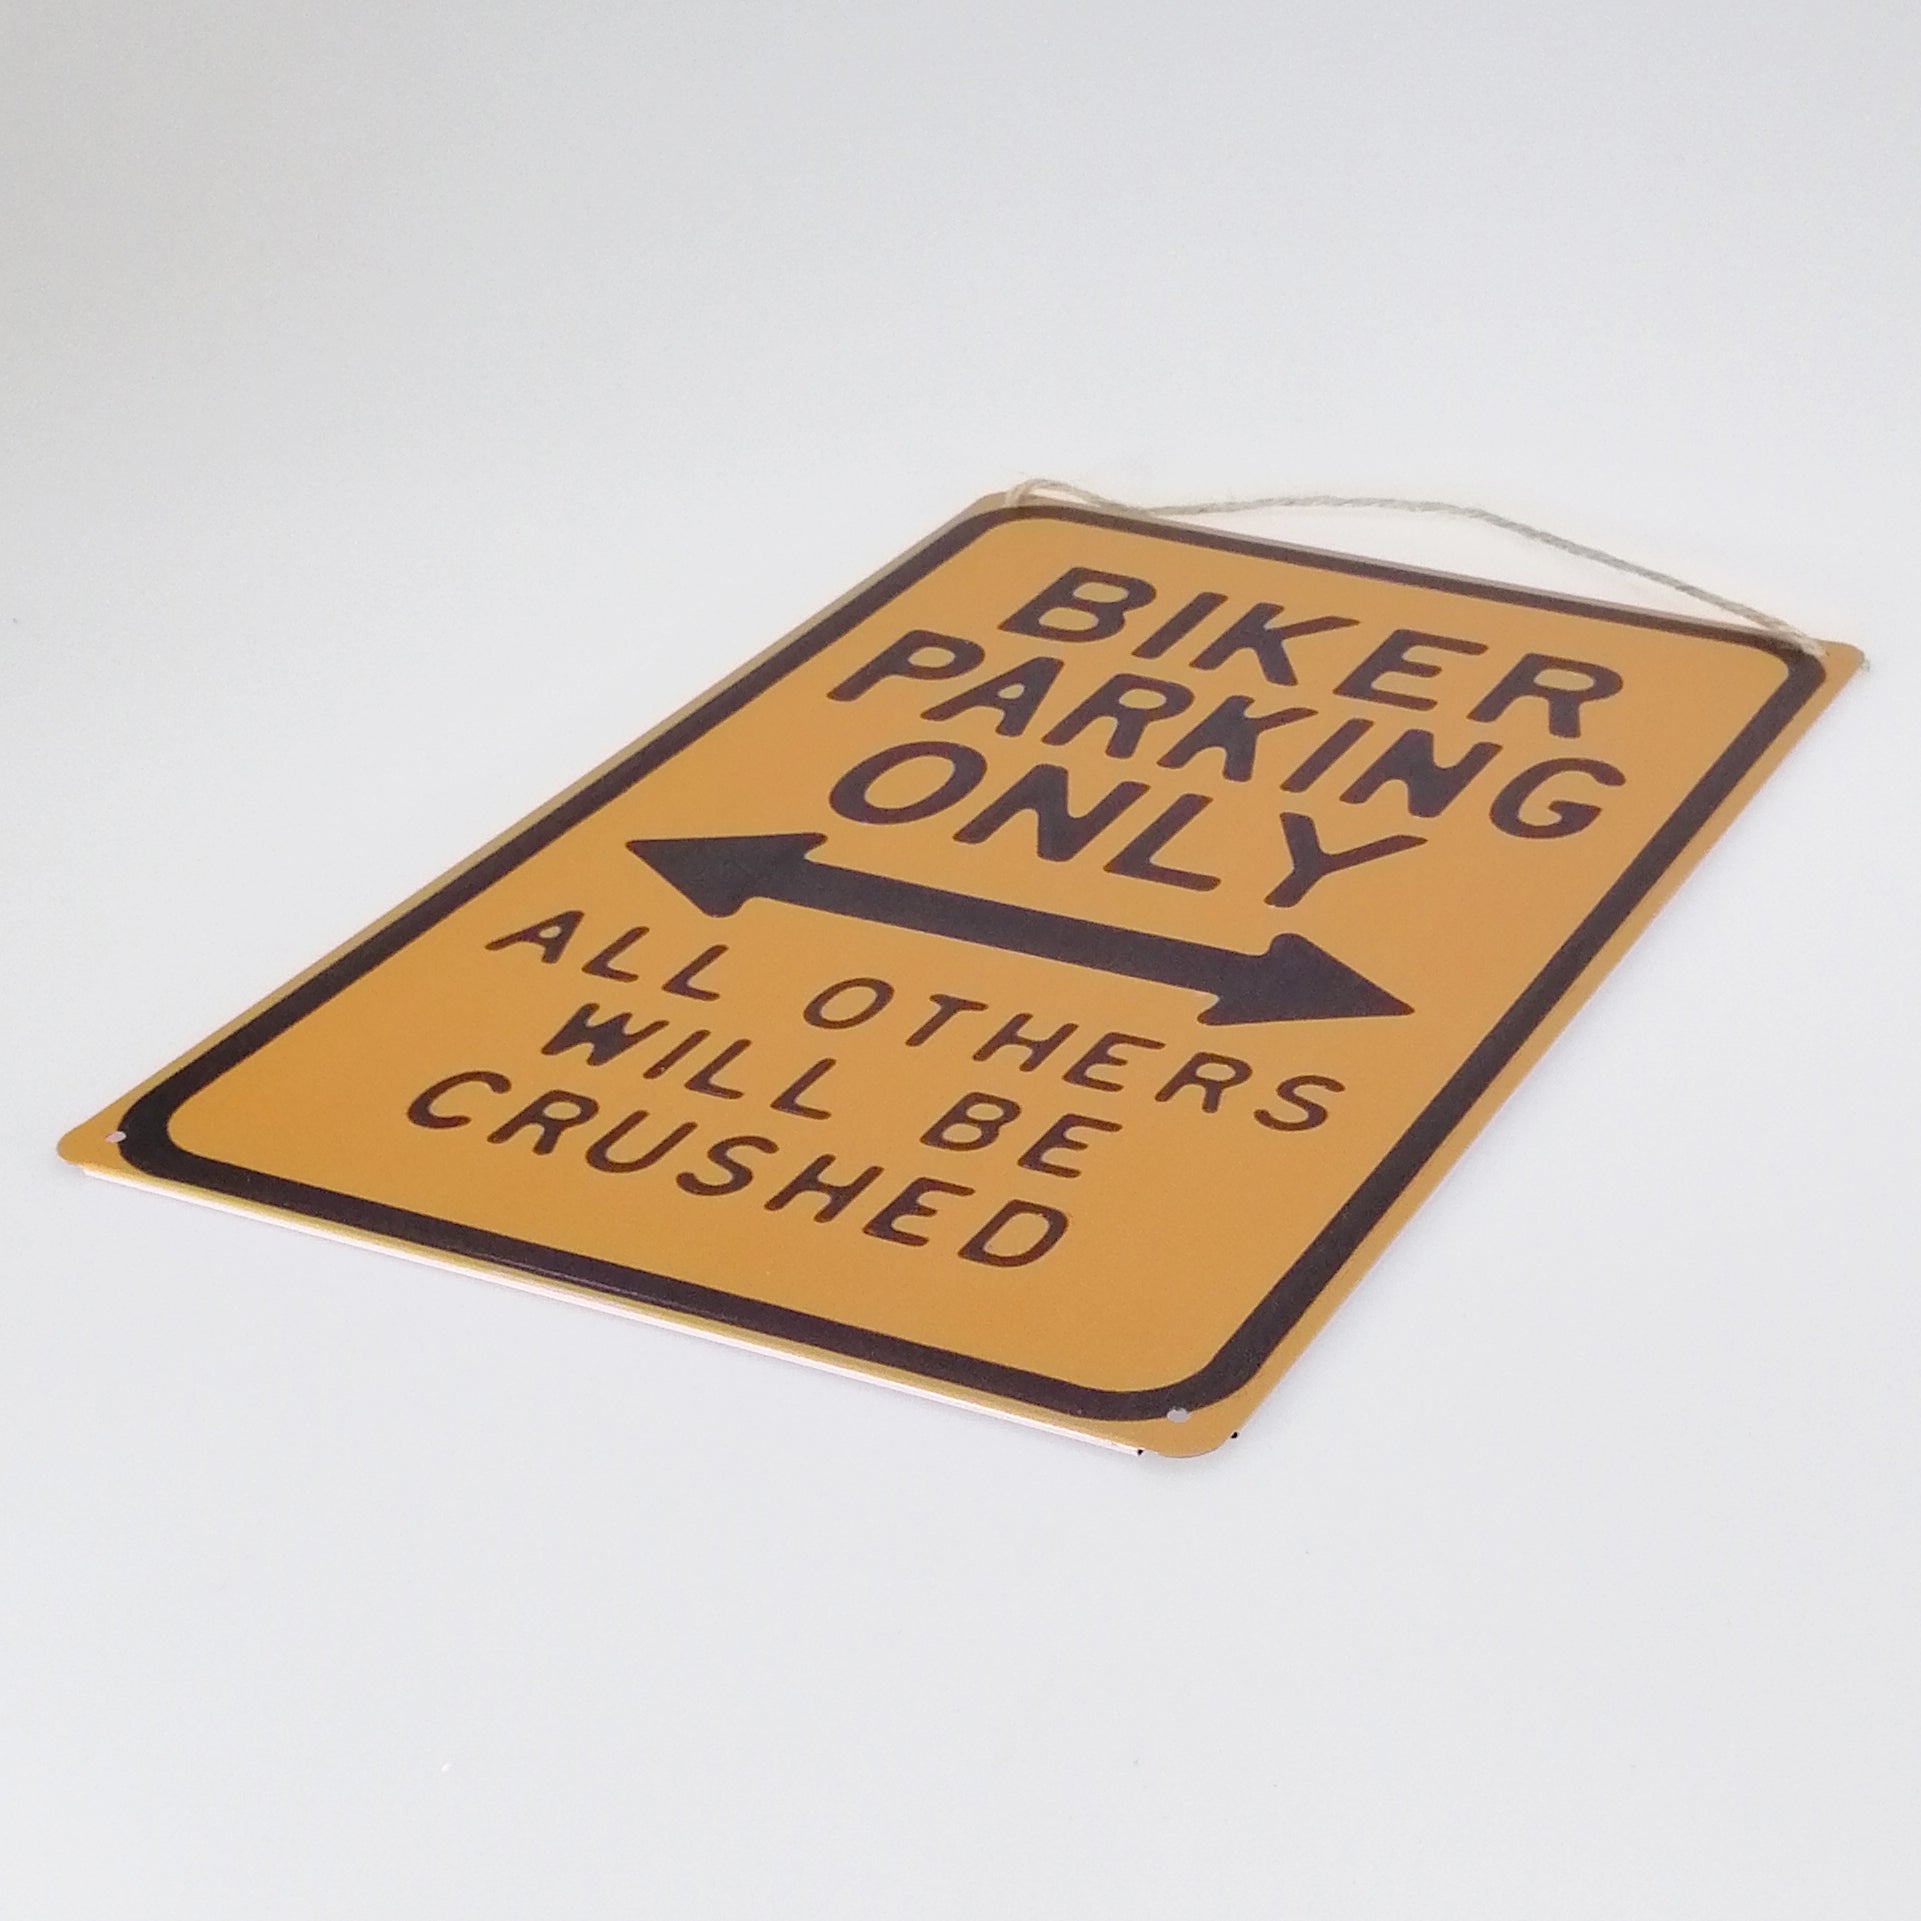 BIKER
PARKING
ONLY
ALL OTHERS
WILL BE
CRUSHED